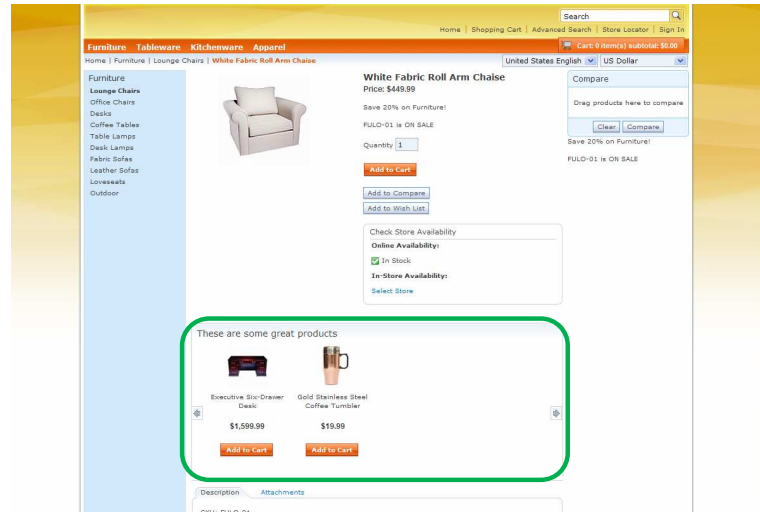 Search
Home | Shopping Cart | Advanced Search | Store Locator | Sign In
Furniture Tableware Kitchenware Apparel
Cart: 0 item(s) subtotal: $0.00
Home | Furniture | Lounge Chairs | White Fabric Roll Arm Chaise
United States English
US Dollar
Furniture
Lounge Chairs
Office Chairs
Desks
Coffee Tables
Table Lamps
Desk Lamps
Fabric Sofas
Leather Sofas
Loveseats
Outdoor
White Fabric Roll Arm Chaise
Price: $449.99
Save 20% on Furniture!
FULO-01 is ON SALE
Quantity 1
Add to Cart
Add to Compare
Add to Wish List
Check Store Availability
Online Availability:
In Stock
In-Store Availability:
Select Store
Compare
Drag products here to compare
Clear Compare
Save 20% on Furniture!
FULO-01 is ON SALE
These are some great products
Executive Six-Drawer
Desk
$1,599.99
Add to Cart
Gold Stainless Steel
Coffee Tumbler
$19.99
Add to Cart
Description Attachments
SKU: FULO-01